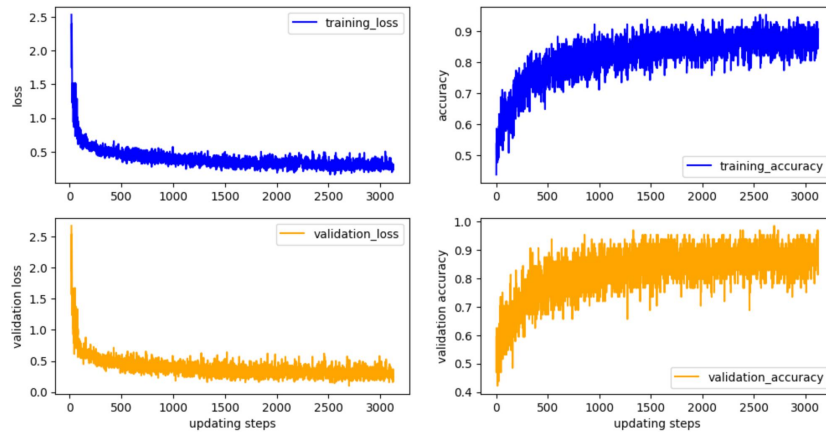 2.5
2.0
1.5
1.0
0.5
loss
training_loss
0 500 1000 1500 2000 2500 3000
0.9
0.8
0.7
0.6
0.5
accuracy
training_accuracy
0 500 1000 1500 2000 2500 3000
2.5
2.0
1.5
1.0
0.5
0.0
validation loss
validation_loss
0 500 1000 1500 2000 2500 3000
updating steps
1.0
0.9
0.8
0.7
0.6
0.5
0.4
validation accuracy
validation_accuracy
0 500 1000 1500 2000 2500 3000
updating steps